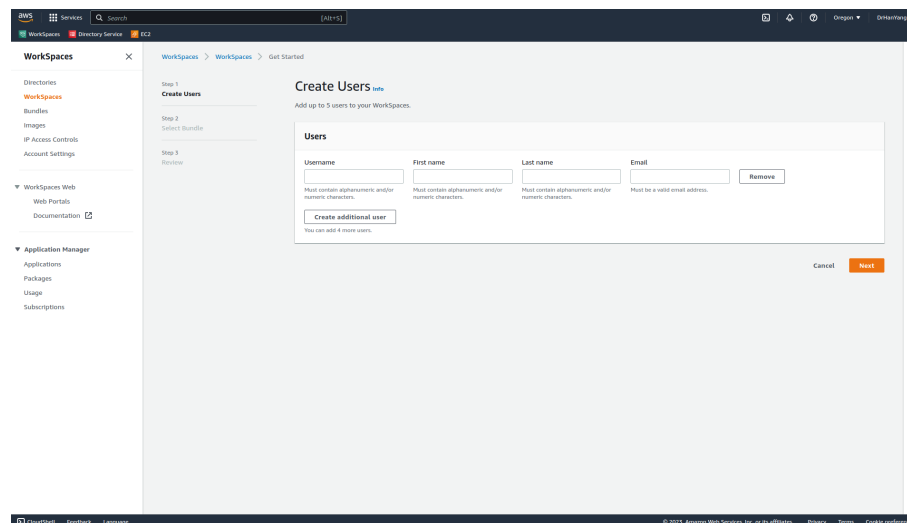 aws Services Search [Alt+S] Oregon ▼ DrHanYang
WorkSpaces Directory Service EC2
WorkSpaces
Directories
WorkSpaces
Bundles
Images
IP Access Controls
Account Settings
WorkSpaces Web
Web Portals
Documentation
Application Manager
Applications
Packages
Usage
Subscriptions
WorkSpaces > WorkSpaces > Get Started
Step 1
Create Users
Step 2
Select Bundle
Step 3
Review
Create Users Info
Add up to 5 users to your WorkSpaces.
Users
Username First name Last name Email
Remove
Must contain alphanumeric and/or numeric characters.
Must contain alphanumeric and/or numeric characters.
Must contain alphanumeric and/or numeric characters.
Must be a valid email address.
Create additional user
You can add 4 more users.
Cancel Next
CloudShell Feedback Language © 2023, Amazon Web Services, Inc. or its affiliates. Privacy Terms Cookie preferen